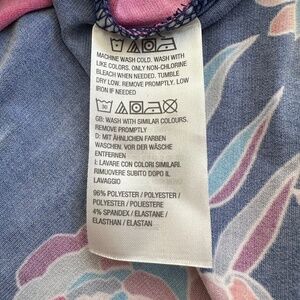 MACHINE WASH COLD. WASH WITH
LIKE COLORS. ONLY NON-CHLORINE
BLEACH WHEN NEEDED. TUMBLE
DRY LOW. REMOVE PROMPTLY. LOW
IRON IF NEEDED
30
GB: WASH WITH SIMILAR COLOURS.
REMOVE PROMPTLY
D: MIT ÄHNLICHEN FARBEN
WASCHEN. VOR DER WÄSCHE
ENTFERNEN
I: LAVARE CON COLORI SIMILARI.
RIMUOVERE SUBITO DOPO IL
LAVAGGIO
96% POLYESTER / POLYESTER /
POLYESTER / POLIESTERE
4% SPANDEX / ELASTANE /
ELASTHAN / ELASTAN